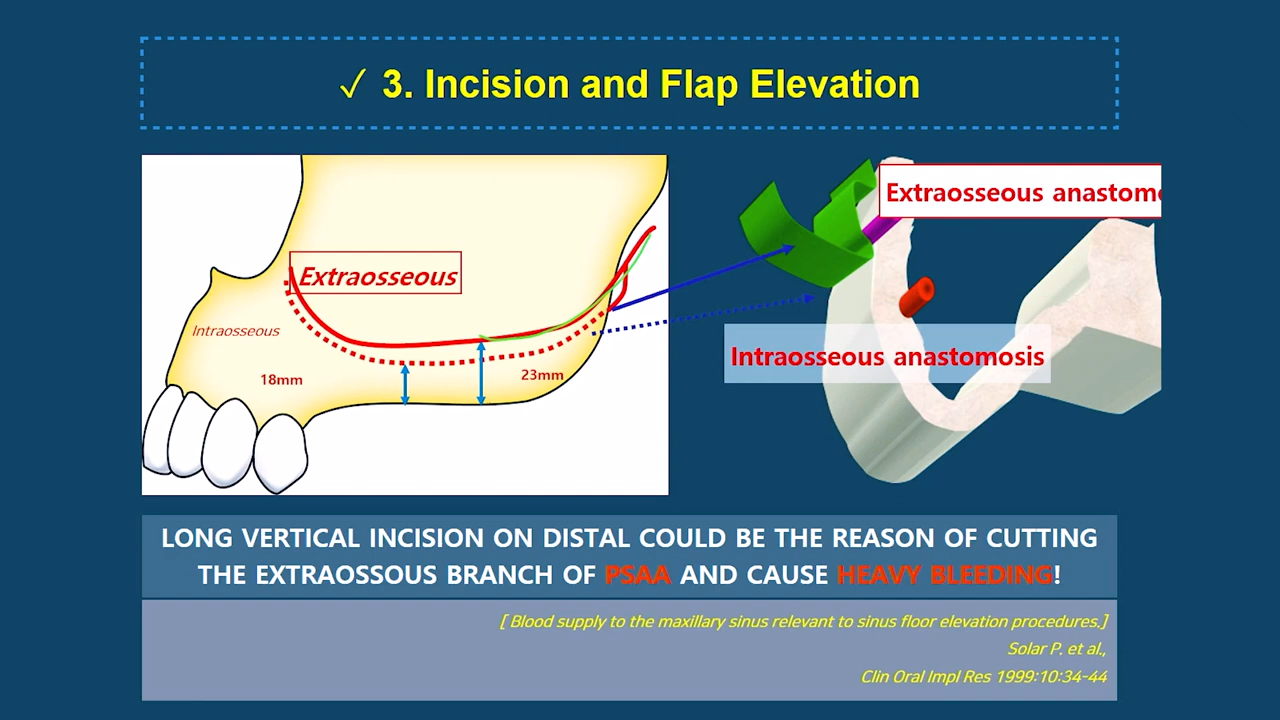 ✓ 3. Incision and Flap Elevation
Extraosseous
Intraosseous
18mm
23mm
Extraosseous anastomo
Intraosseous anastomosis
LONG VERTICAL INCISION ON DISTAL COULD BE THE REASON OF CUTTING
THE EXTRAOSSOUS BRANCH OF PSAA AND CAUSE HEAVY BLEEDING!
[ Blood supply to the maxillary sinus relevant to sinus floor elevation procedures.]
Solar P. et al.,
Clin Oral Impl Res 1999:10:34-44